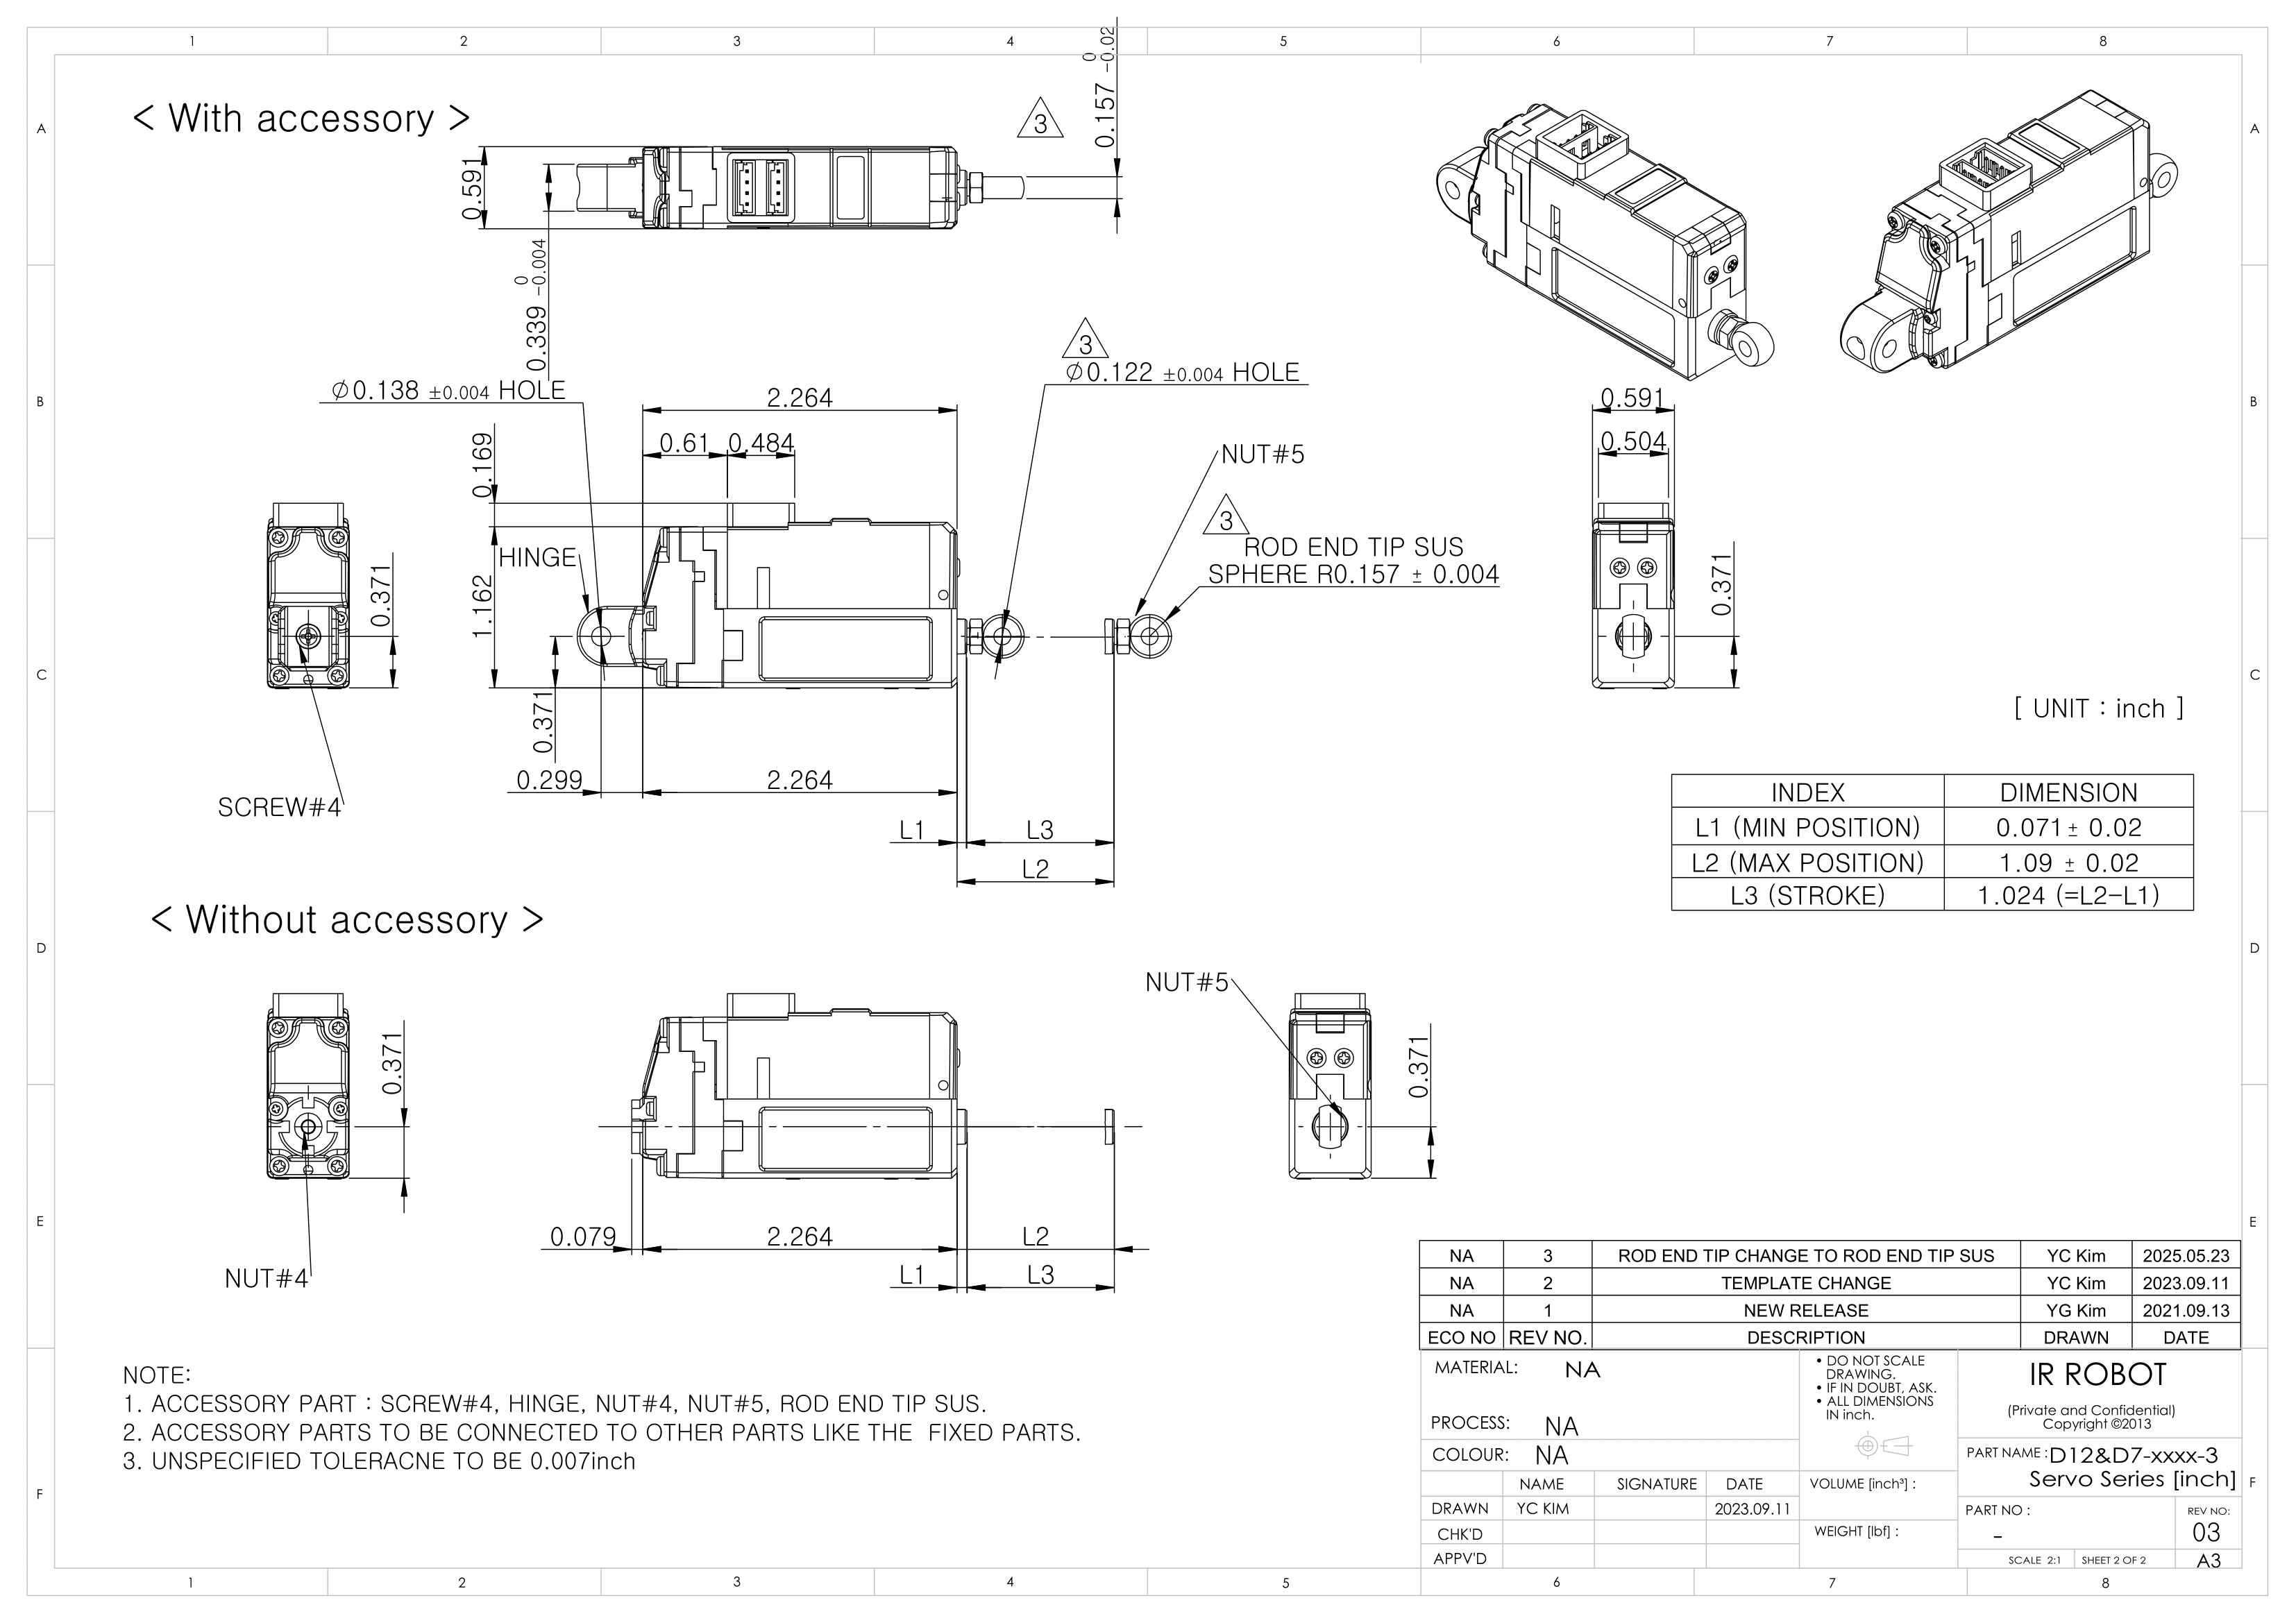 1 2 3 4 5 6 7 8
A
B
C
D
E
F
A
B
C
D
E
F
< With accessory >
0.591
0.339 0 -0.004
0.157 0 -0.02
3
3
Ø0.138 ±0.004 HOLE
Ø0.122 ±0.004 HOLE
2.264
0.61 0.484
0.169
1.162
HINGE
0.371
0.371
NUT#5
3
ROD END TIP SUS
SPHERE R0.157 ± 0.004
0.591
0.504
0.371
SCREW#4
0.299
2.264
L1
L3
L2
[ UNIT : inch ]
INDEX DIMENSION
L1 (MIN POSITION) 0.071± 0.02
L2 (MAX POSITION) 1.09 ± 0.02
L3 (STROKE) 1.024 (=L2-L1)
< Without accessory >
0.371
NUT#4
NUT#5
0.371
0.079
2.264
L2
L1
L3
NOTE:
1. ACCESSORY PART : SCREW#4, HINGE, NUT#4, NUT#5, ROD END TIP SUS.
2. ACCESSORY PARTS TO BE CONNECTED TO OTHER PARTS LIKE THE FIXED PARTS.
3. UNSPECIFIED TOLERACNE TO BE 0.007inch
NA 3 ROD END TIP CHANGE TO ROD END TIP SUS YC Kim 2025.05.23
NA 2 TEMPLATE CHANGE YC Kim 2023.09.11
NA 1 NEW RELEASE YG Kim 2021.09.13
ECO NO REV NO. DESCRIPTION DRAWN DATE
MATERIAL: NA
PROCESS: NA
COLOUR: NA
NAME SIGNATURE DATE
DRAWN YC KIM 2023.09.11
CHK'D
APPV'D
• DO NOT SCALE
DRAWING.
• IF IN DOUBT, ASK.
• ALL DIMENSIONS
IN inch.
VOLUME [inch³] :
WEIGHT [lbf] :
IR ROBOT
(Private and Confidential)
Copyright ©2013
PART NAME : D12&D7-xxxx-3
Servo Series [inch]
PART NO :
-
REV NO:
03
SCALE 2:1 SHEET 2 OF 2 A3
1 2 3 4 5 6 7 8